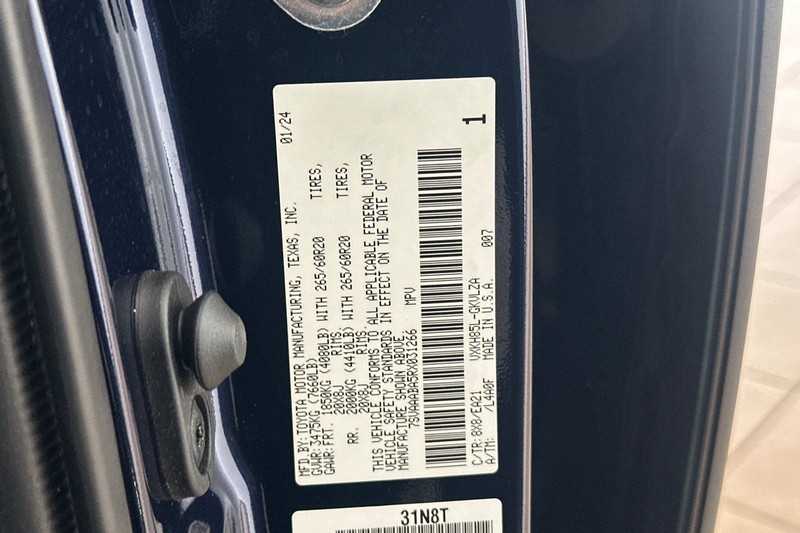 MFD.BY:TOYOTA MOTOR MANUFACTURING, TEXAS, INC. 01/24
GVWR:3475KG (7660LB)
GAWR:FRT. 1850KG (4080LB) WITH 265/60R20 TIRES,
20X8J RIMS,
RR. 2000KG (4410LB) WITH 265/60R20 TIRES,
20X8J RIMS.
THIS VEHICLE CONFORMS TO ALL APPLICABLE FEDERAL MOTOR
VEHICLE SAFETY STANDARDS IN EFFECT ON THE DATE OF
MANUFACTURE SHOWN ABOVE.
7SVAAABA5RX031266 MPV
1
C/TR:8X8/EA21 VXKH85L-GKVLZA 007
A/TM: /L4A0F MADE IN U.S.A.
31N8T